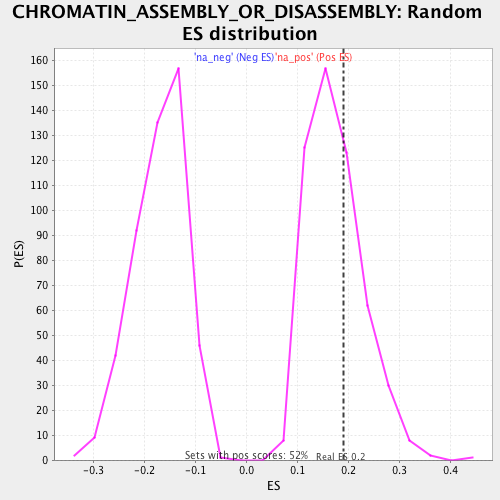 CHROMATIN_ASSEMBLY_OR_DISASSEMBLY: Random
ES distribution
'na_neg' (Neg ES) 'na_pos' (Pos ES)
160
150
140
130
120
110
100
90
80
70
60
50
40
30
20
10
0
P(ES)
Sets with pos scores: 52%
Real ES 0.2
-0.3 -0.2 -0.1 0.0 0.1 0.2 0.3 0.4
ES